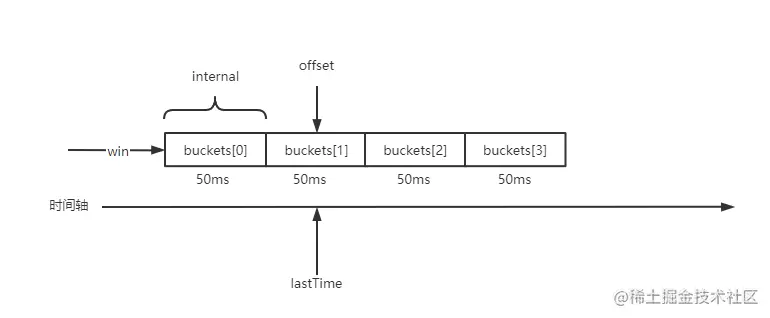 offset
internal
win
buckets[0]
buckets[1]
buckets[2]
buckets[3]
50ms
50ms
50ms
50ms
时间轴
lastTime
@稀土掘金技术社区